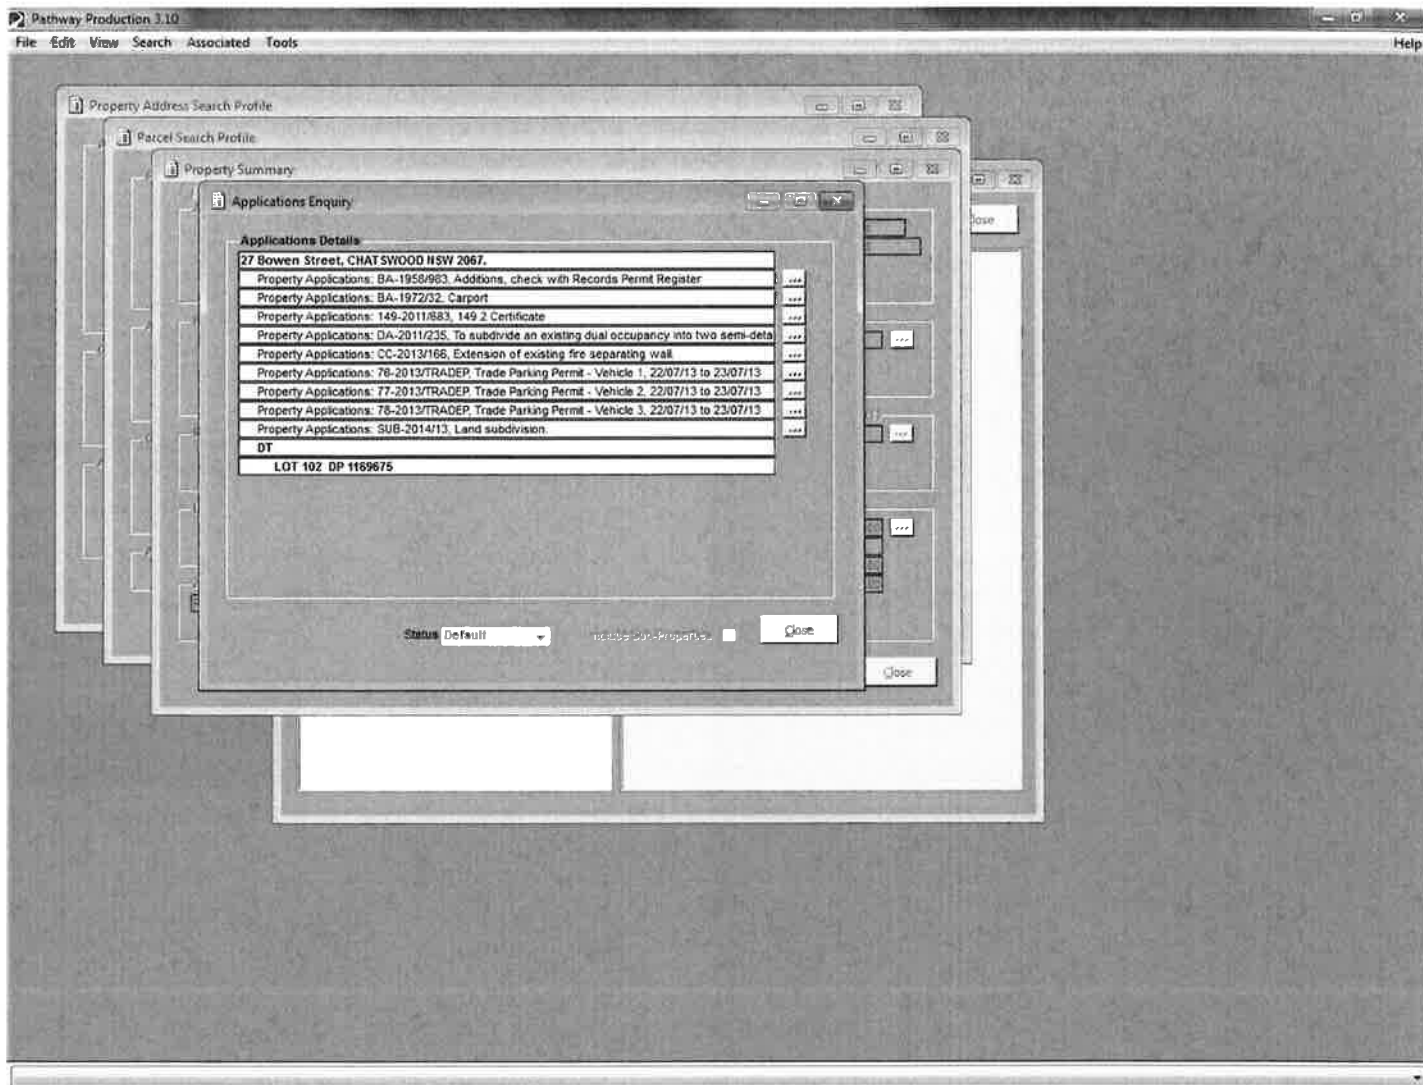 Pathway Production 3.10
File Edit View Search Associated Tools Help
Property Address Search Profile
Parcel Search Profile
Property Summary
Applications Enquiry
Close
Applications Details
27 Bowen Street, CHATSWOOD NSW 2067.
Property Applications: BA-1958/983, Additions, check with Records Permit Register
Property Applications: BA-1972/32, Carport
Property Applications: 149-2011/683, 149 2 Certificate
Property Applications: DA-2011/235, To subdivide an existing dual occupancy into two semi-deta
Property Applications: CC-2013/166, Extension of existing fire separating wall
Property Applications: 76-2013/TRADEP, Trade Parking Permit - Vehicle 1, 22/07/13 to 23/07/13
Property Applications: 77-2013/TRADEP, Trade Parking Permit - Vehicle 2, 22/07/13 to 23/07/13
Property Applications: 78-2013/TRADEP, Trade Parking Permit - Vehicle 3, 22/07/13 to 23/07/13
Property Applications: SUB-2014/13, Land subdivision.
DT
LOT 102 DP 1169675
Status Default Include Sub-Properties Close
Close